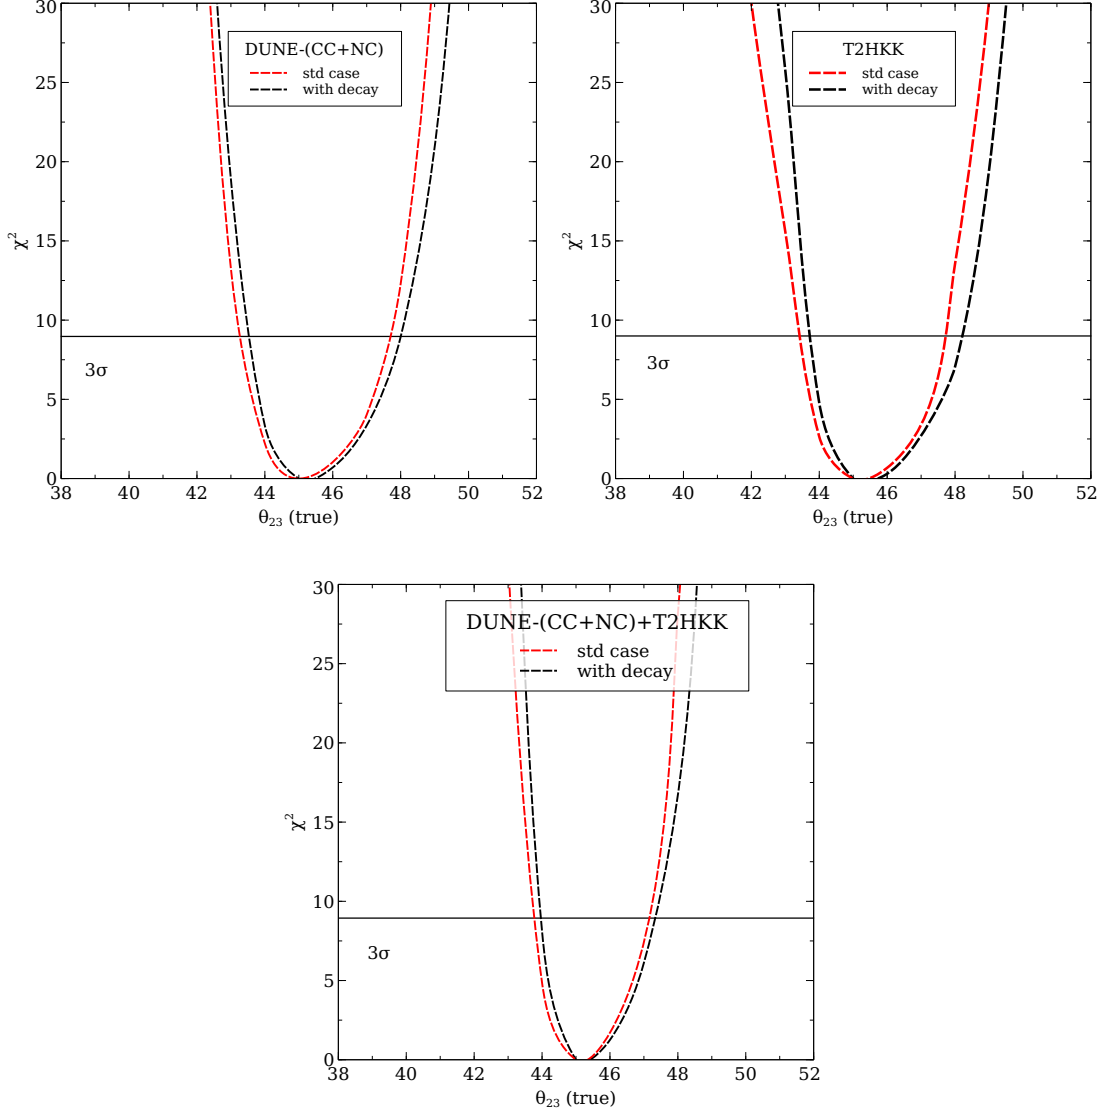 DUNE-(CC+NC)
std case
with decay
30
25
20
15
10
5
0
χ²
3σ
38 40 42 44 46 48 50 52
θ₂₃ (true)
T2HKK
std case
with decay
30
25
20
15
10
5
0
χ²
3σ
38 40 42 44 46 48 50 52
θ₂₃ (true)
DUNE-(CC+NC)+T2HKK
std case
with decay
30
25
20
15
10
5
0
χ²
3σ
38 40 42 44 46 48 50 52
θ₂₃ (true)